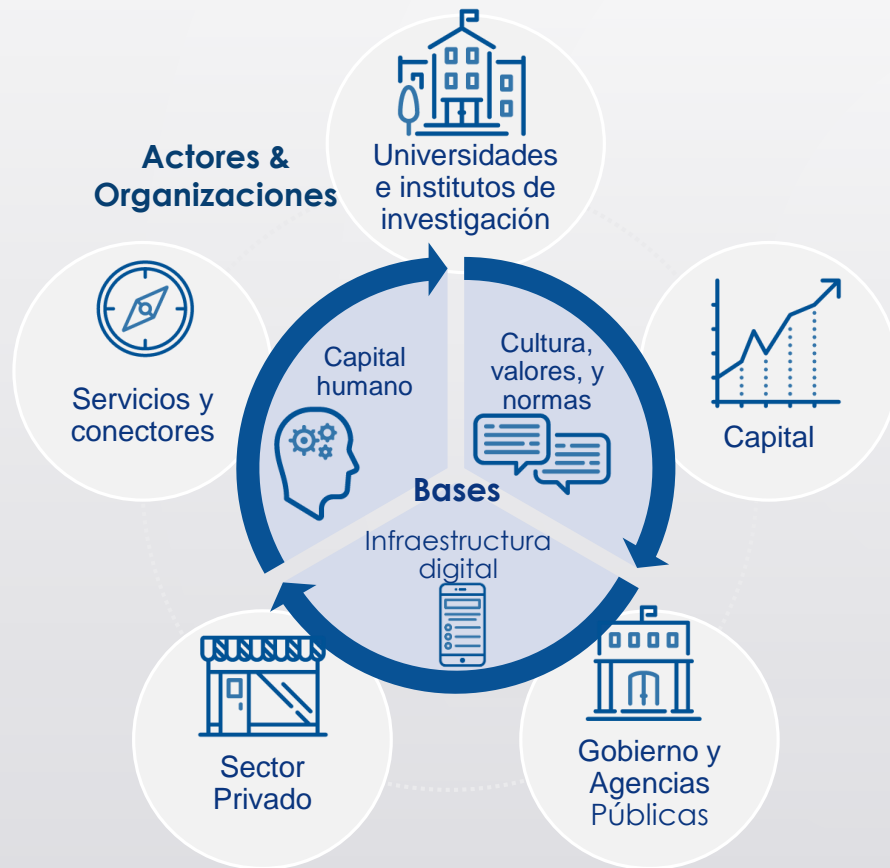 Actores &
Organizaciones
Universidades
e institutos de
investigación
Servicios y
conectores
Capital
humano
Cultura,
valores, y
normas
Capital
Bases
Infraestructura
digital
Sector
Privado
Gobierno y
Agencias
Públicas